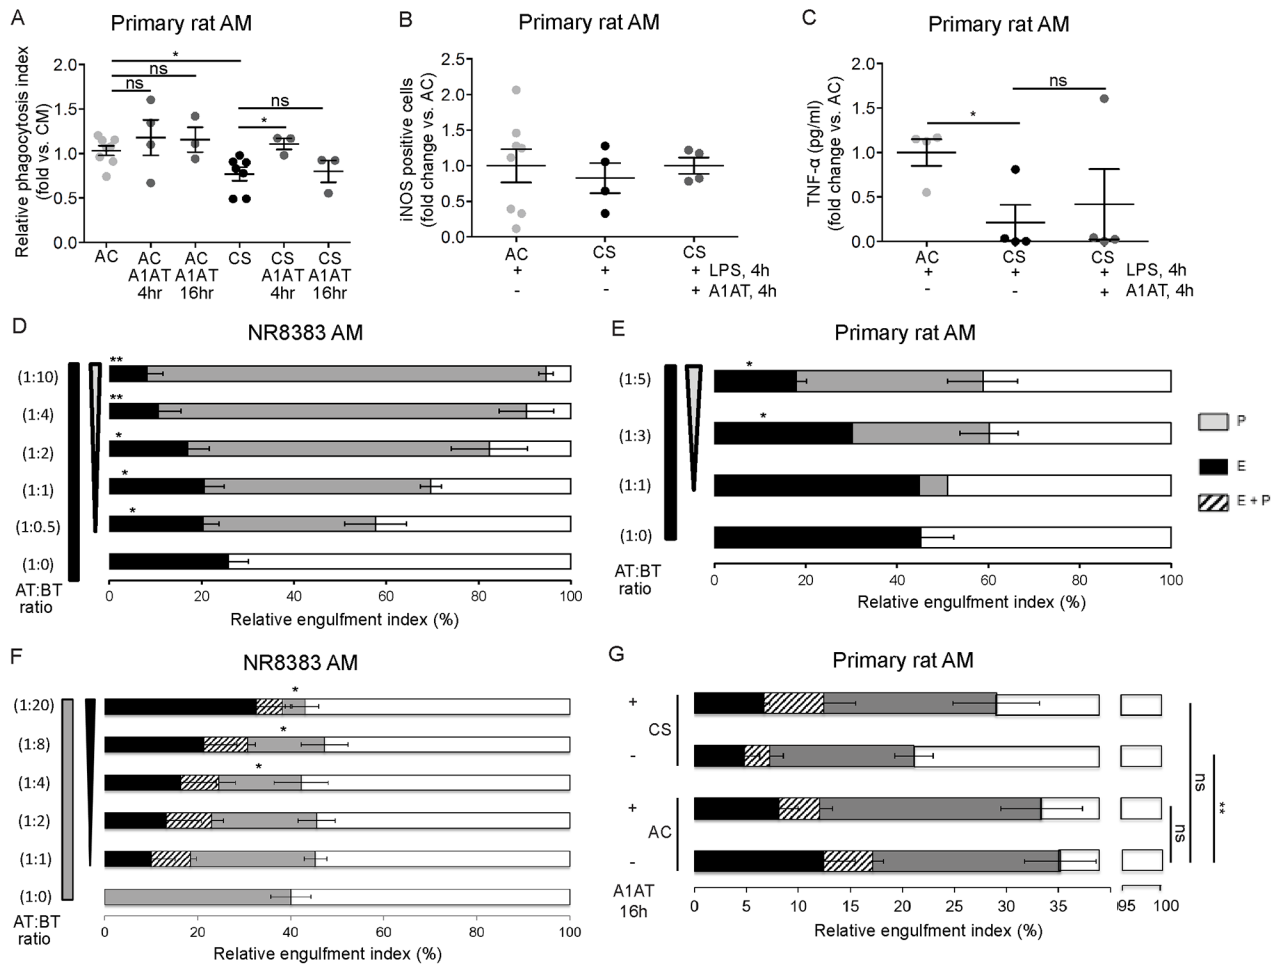 A
Primary rat AM
Relative phagocytosis index
(fold vs. CM)
2.0
1.5
1.0
0.5
0.0
*
ns
ns
ns
*
AC
AC
A1AT
4hr
AC
A1AT
16hr
CS
CS
A1AT
4hr
CS
A1AT
16hr
B
Primary rat AM
iNOS positive cells
(fold change vs. AC)
2.5
2.0
1.5
1.0
0.5
0.0
AC CS CS
+ + + LPS, 4h
- - + A1AT, 4h
C
Primary rat AM
TNF-α (pg/ml)
(fold change vs. AC)
2.0
1.5
1.0
0.5
0.0
*
ns
AC CS CS
+ + + LPS, 4h
- - + A1AT, 4h
D
NR8383 AM
(1:10) **
(1:4) **
(1:2) *
(1:1) *
(1:0.5) *
(1:0)
AT:BT
ratio
0 20 40 60 80 100
Relative engulfment index (%)
E
Primary rat AM
(1:5) *
(1:3) *
(1:1)
(1:0)
AT:BT
ratio
0 20 40 60 80 100
Relative engulfment index (%)
P
E
E + P
F
NR8383 AM
(1:20) *
(1:8) *
(1:4) *
(1:2)
(1:1)
(1:0)
AT:BT
ratio
0 20 40 60 80 100
Relative engulfment index (%)
G
Primary rat AM
+
CS
-
+
AC
-
A1AT
16h
0 5 10 15 20 25 30 35 95 100
Relative engulfment index (%)
ns
ns
**